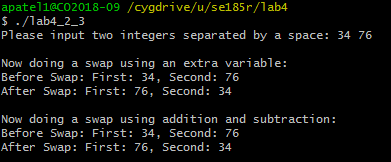 apatel1@CO2018-09 /cygdrive/u/se185r/lab4
$ ./lab4_2_3
Please input two integers separated by a space: 34 76
Now doing a swap using an extra variable:
Before Swap: First: 34, Second: 76
After Swap: First: 76, Second: 34
Now doing a swap using addition and subtraction:
Before Swap: First: 34, Second: 76
After Swap: First: 76, Second: 34